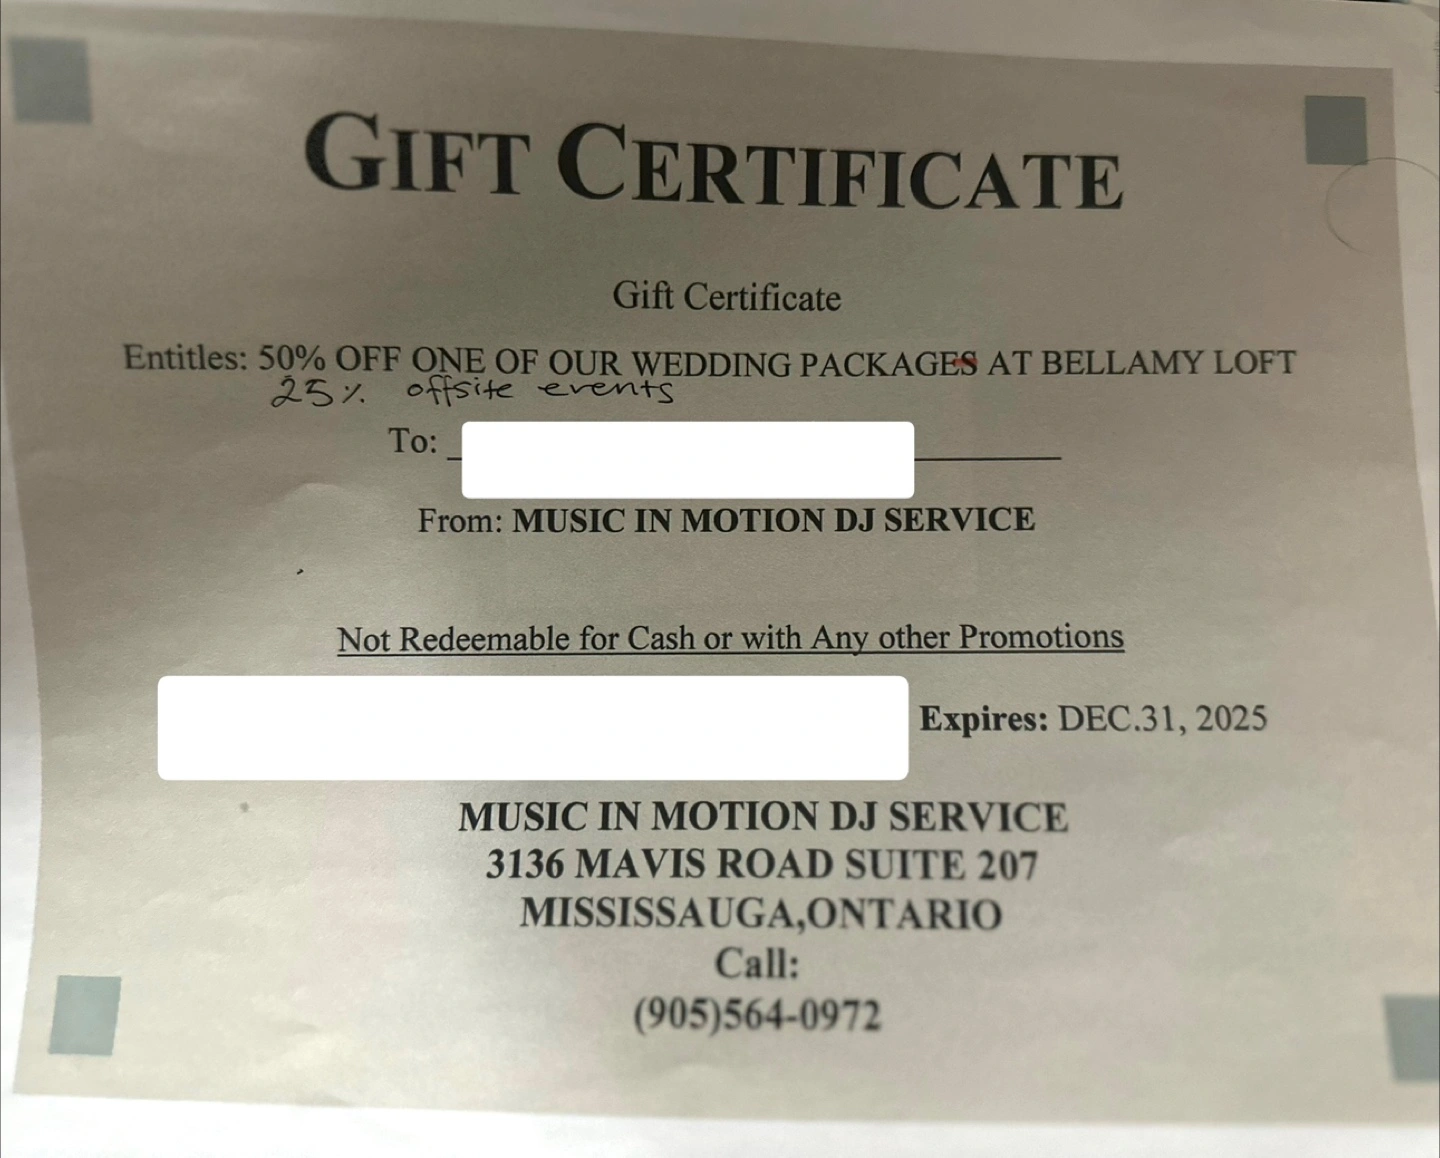 GIFT CERTIFICATE
Gift Certificate
Entitles: 50% OFF ONE OF OUR WEDDING PACKAGES AT BELLAMY LOFT
25% offsite events
To:
From: MUSIC IN MOTION DJ SERVICE
Not Redeemable for Cash or with Any other Promotions
Expires: DEC.31, 2025
MUSIC IN MOTION DJ SERVICE
3136 MAVIS ROAD SUITE 207
MISSISSAUGA,ONTARIO
Call:
(905)564-0972